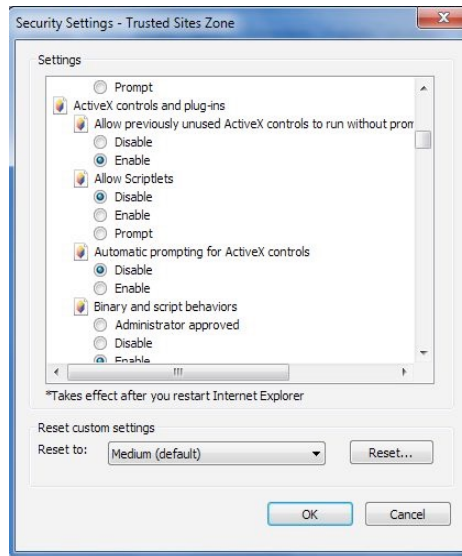 Security Settings - Trusted Sites Zone
Settings
Prompt
ActiveX controls and plug-ins
Allow previously unused ActiveX controls to run without prom
Disable
Enable
Allow Scriptlets
Disable
Enable
Prompt
Automatic prompting for ActiveX controls
Disable
Enable
Binary and script behaviors
Administrator approved
Disable
Enable
*Takes effect after you restart Internet Explorer
Reset custom settings
Reset to: Medium (default) Reset...
OK Cancel